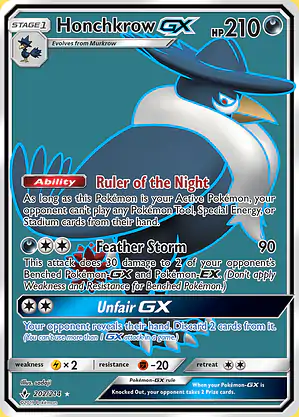 STAGE 1 Honchkrow GX HP 210
Evolves from Murkrow
Ability Ruler of the Night
As long as this Pokémon is your Active Pokémon, your
opponent can't play any Pokémon Tool, Special Energy, or
Stadium cards from their hand.
Feather Storm 90
This attack does 30 damage to 2 of your opponent's
Benched Pokémon-GX and Pokémon-EX. (Don't apply
Weakness and Resistance for Benched Pokémon.)
Unfair GX
Your opponent reveals their hand. Discard 2 cards from it.
(You can't use more than 1 GX attack in a game.)
weakness ×2 resistance -20 retreat
Illus. sadaji
Pokémon-GX rule
When your Pokémon-GX is
Knocked Out, your opponent takes 2 Prize cards.
202/214